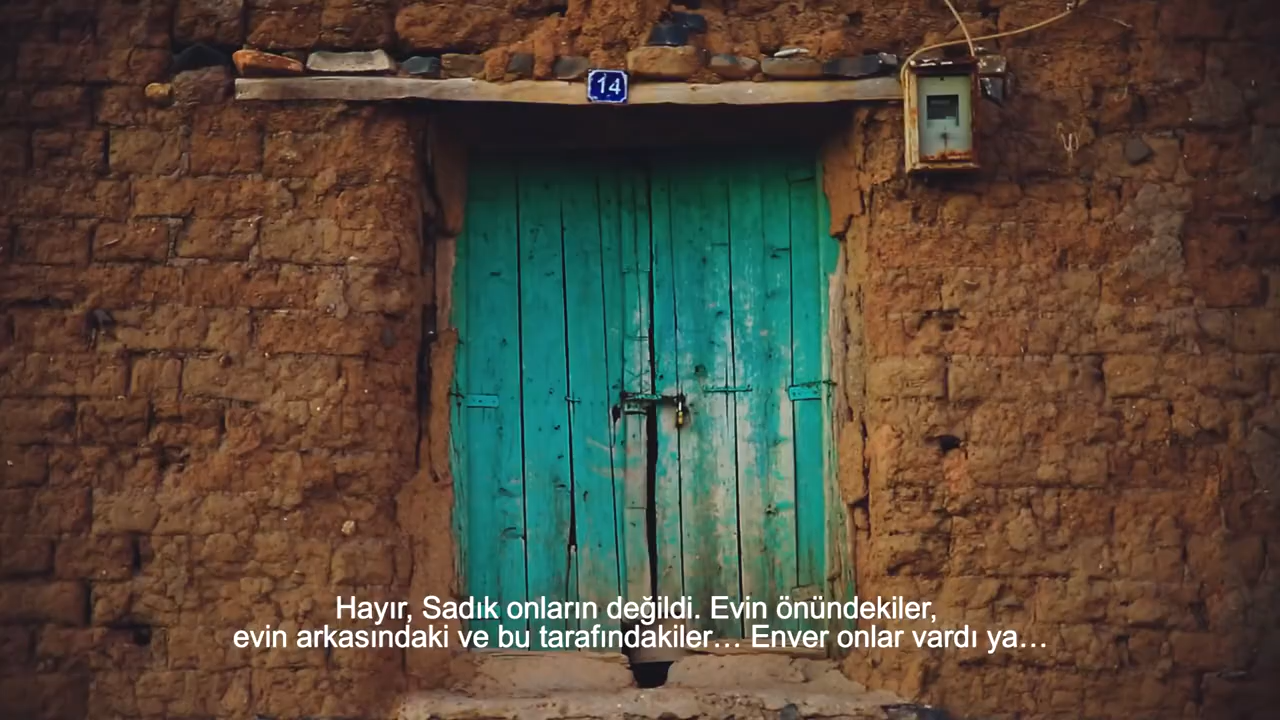 14
Hayır, Sadık onların değildi. Evin önündekiler,
evin arkasındaki ve bu tarafındakiler… Enver onlar vardı ya…